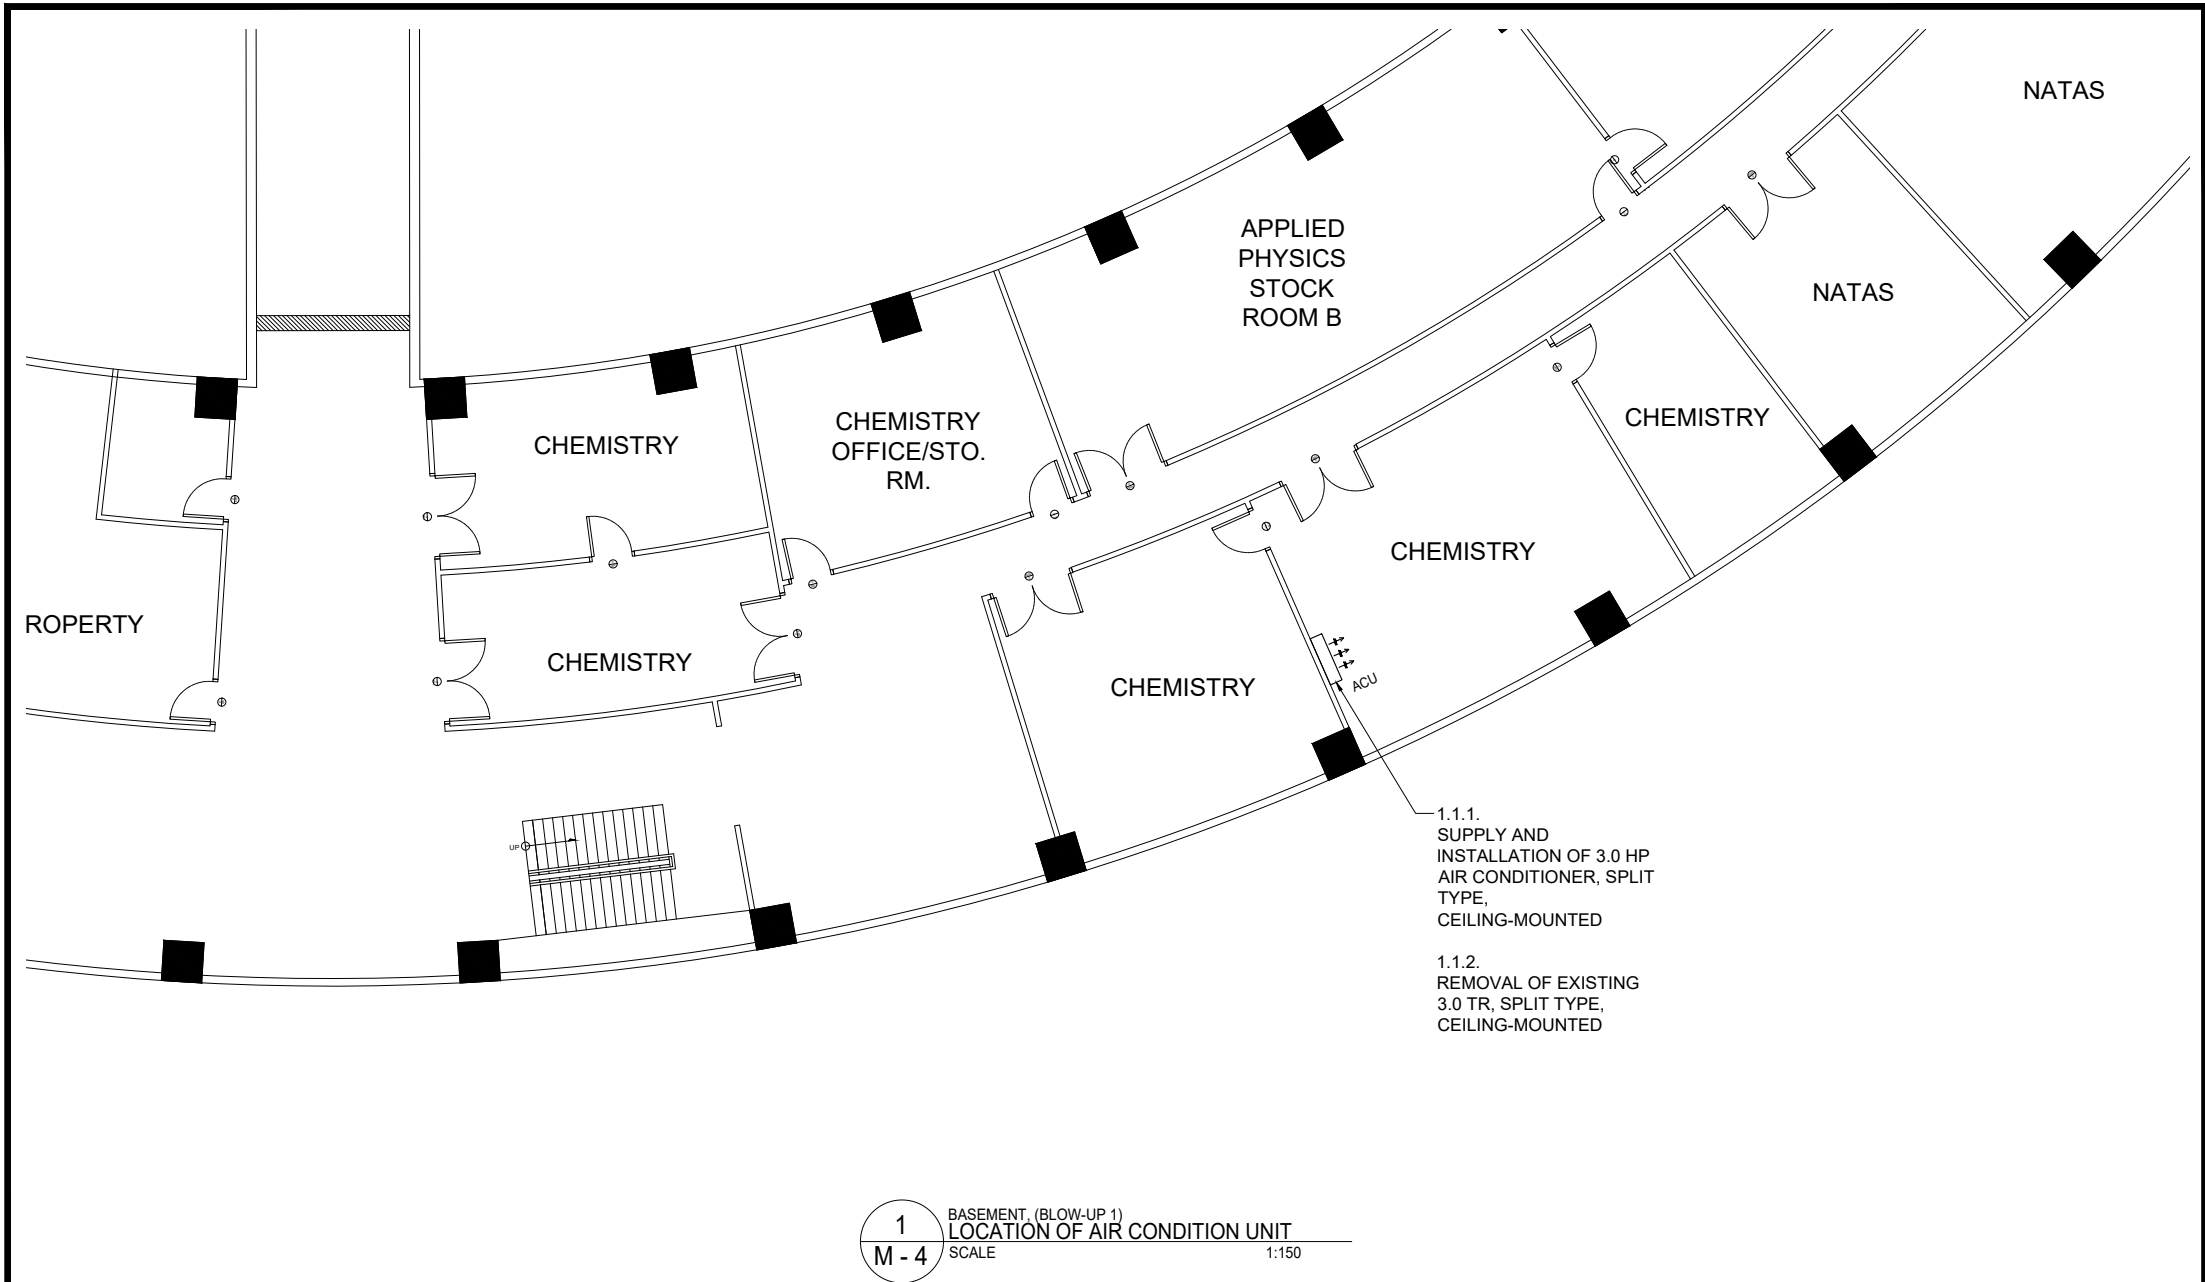 NATAS
APPLIED
PHYSICS
STOCK
ROOM B
NATAS
CHEMISTRY
CHEMISTRY
OFFICE/STO.
RM.
CHEMISTRY
CHEMISTRY
ROPERTY
CHEMISTRY
CHEMISTRY
ACU
UP
1.1.1.
SUPPLY AND
INSTALLATION OF 3.0 HP
AIR CONDITIONER, SPLIT
TYPE,
CEILING-MOUNTED
1.1.2.
REMOVAL OF EXISTING
3.0 TR, SPLIT TYPE,
CEILING-MOUNTED
1
M - 4
BASEMENT, (BLOW-UP 1)
LOCATION OF AIR CONDITION UNIT
SCALE 1:150